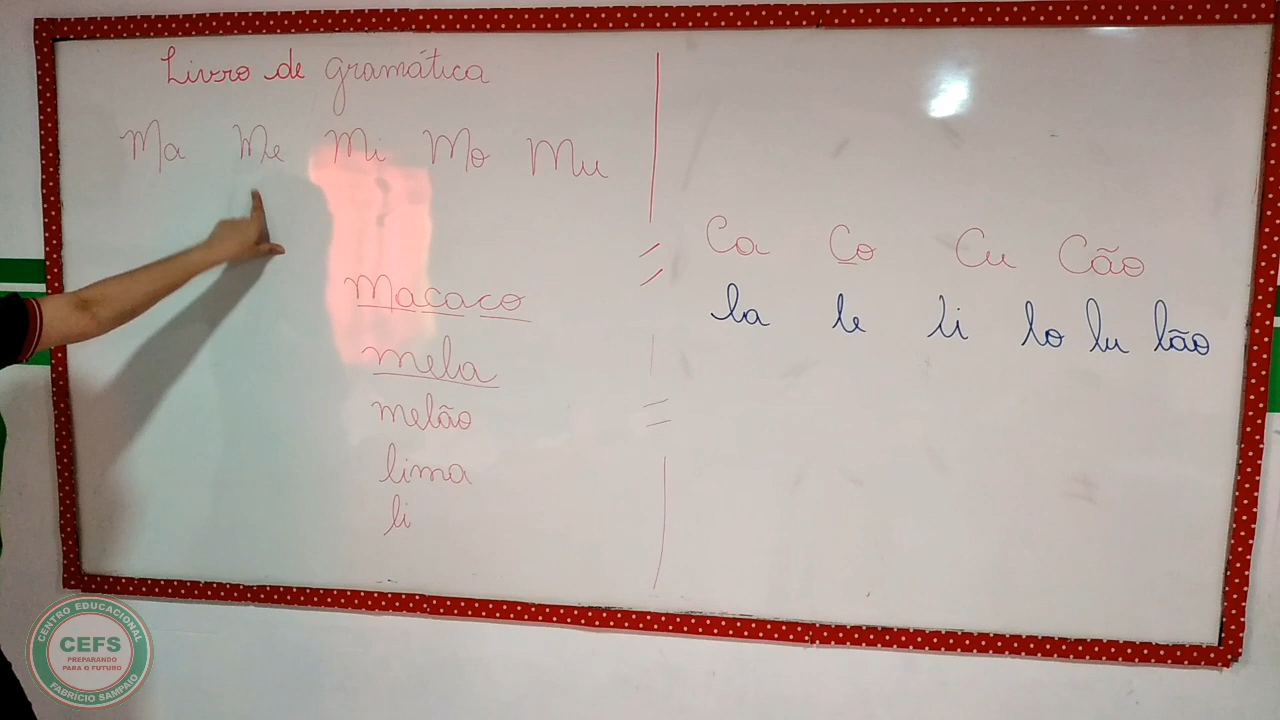 Livro de gramática
Ma Me Mi Mo Mu
Macaco
mela
melão
lima
li
Ca Co Cu Cão
la le li lo lu lão
CENTRO EDUCACIONAL
CEFS
PREPARANDO
PARA O FUTURO
FABRICIO SAMPAIO